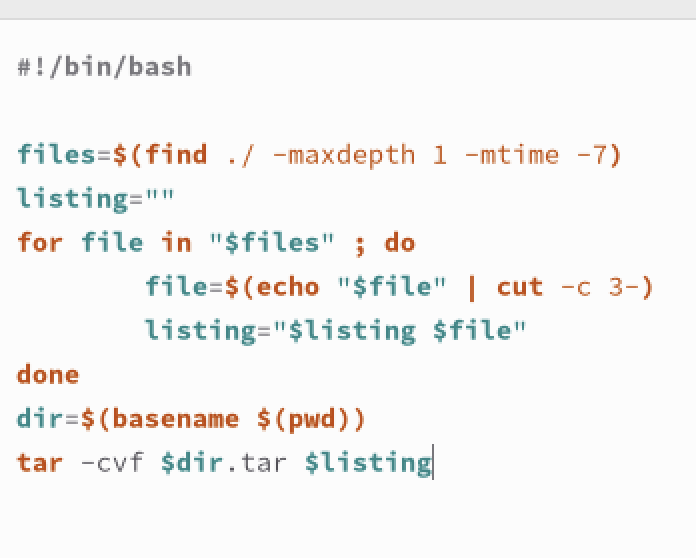 #!/bin/bash
files=$(find ./ -maxdepth 1 -mtime -7)
listing=""
for file in "$files" ; do
file=$(echo "$file" | cut -c 3-)
listing="$listing $file"
done
dir=$(basename $(pwd))
tar -cvf $dir.tar $listing